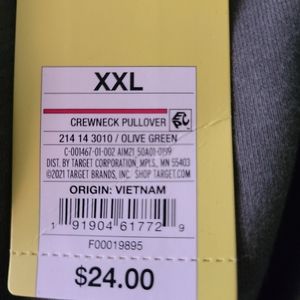 XXL
CREWNECK PULLOVER
214 14 3010 / OLIVE GREEN
C-001467-01-002 AIM21 50A01-0199
DIST. BY TARGET CORPORATION, MPLS., MN 55403
©2021 TARGET BRANDS, INC. SHOP TARGET.COM
ORIGIN: VIETNAM
1 91904 61772 9
F00019895
$24.00